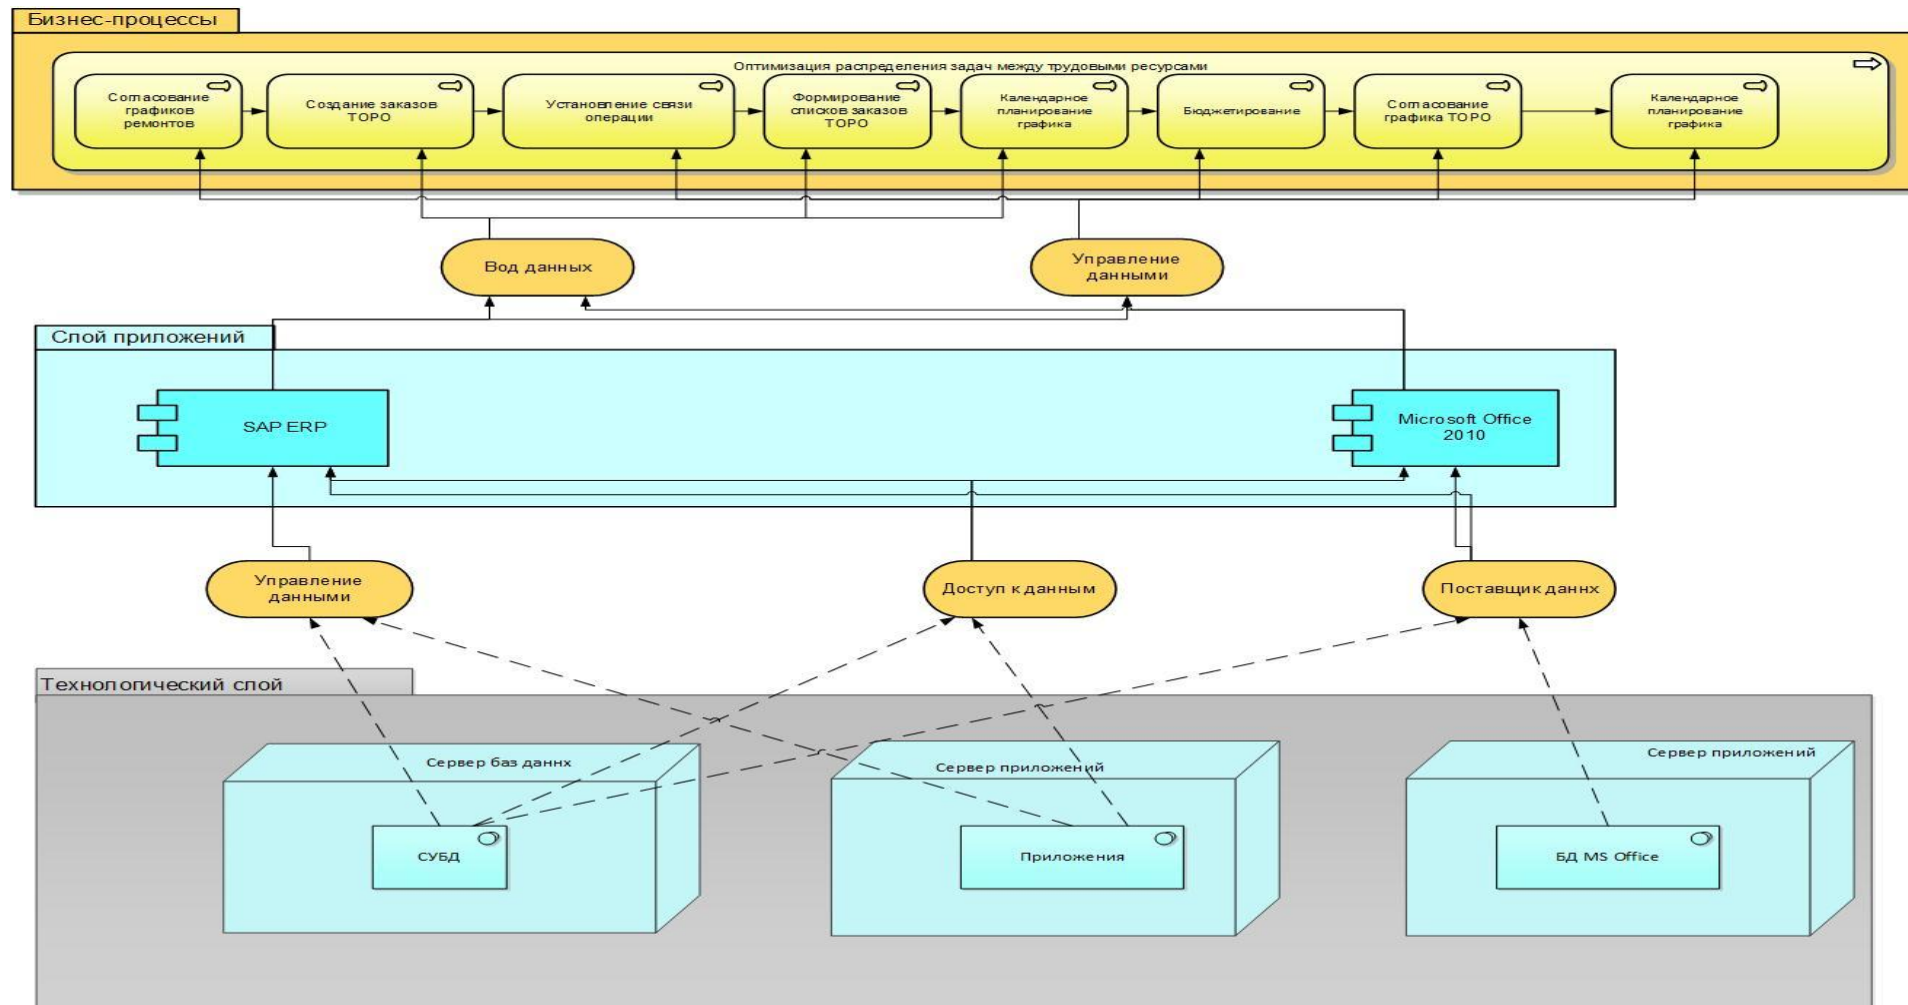 Бизнес-процессы
Оптимизация распределения задач между трудовыми ресурсами
Согласование
графиков
ремонтов
Создание заказов
ТОРО
Установление связи
операции
Формирование
списков заказов
ТОРО
Календарное
планирование
графика
Бюджетирование
Согласование
графика ТОРО
Календарное
планирование
графика
Вод данных
Управление
данными
Слой приложений
SAP ERP
Microsoft Office
2010
Управление
данными
Доступ к данным
Поставщик даннх
Технологический слой
Сервер баз даннх
Сервер приложений
Сервер приложений
СУБД
Приложения
БД MS Office